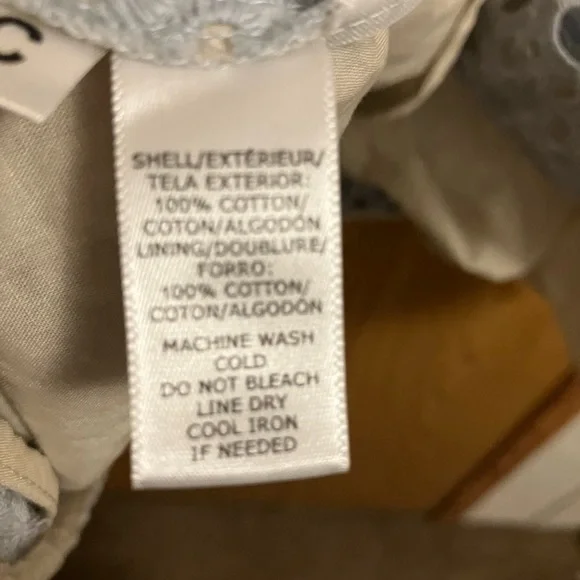 C
SHELL/EXTÉRIEUR/
TELA EXTERIOR:
100% COTTON/
COTON/ALGODÓN
LINING/DOUBLURE/
FORRO:
100% COTTON/
COTON/ALGODÓN
MACHINE WASH
COLD
DO NOT BLEACH
LINE DRY
COOL IRON
IF NEEDED